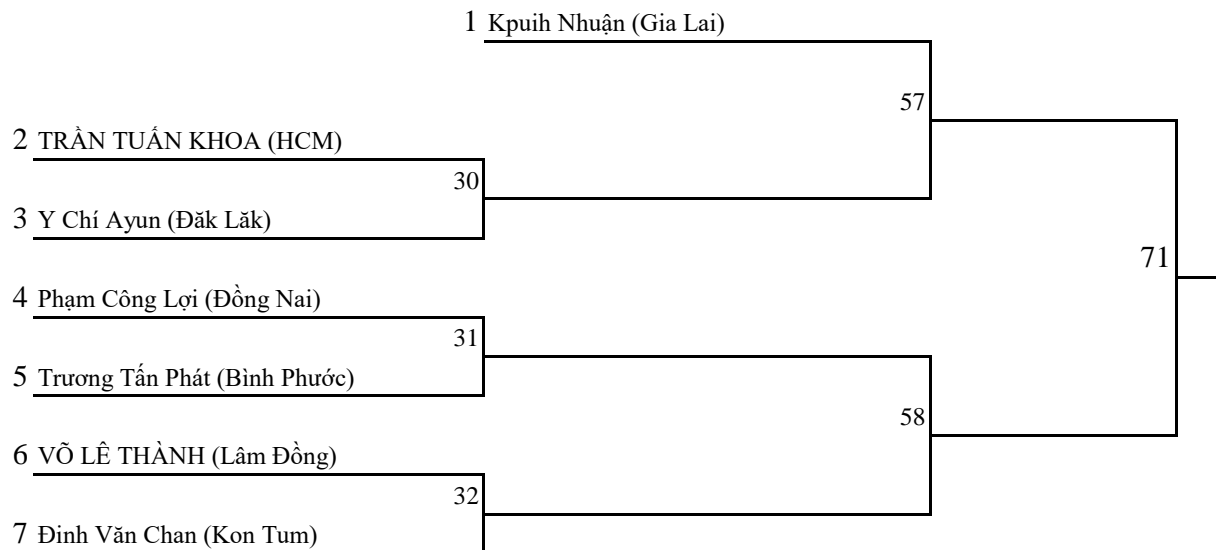 1 Kpuih Nhuận (Gia Lai)
57
2 TRẦN TUẤN KHOA (HCM)
30
3 Y Chí Ayun (Đăk Lăk)
71
4 Phạm Công Lợi (Đồng Nai)
31
5 Trương Tấn Phát (Bình Phước)
58
6 VÕ LÊ THÀNH (Lâm Đồng)
32
7 Đinh Văn Chan (Kon Tum)